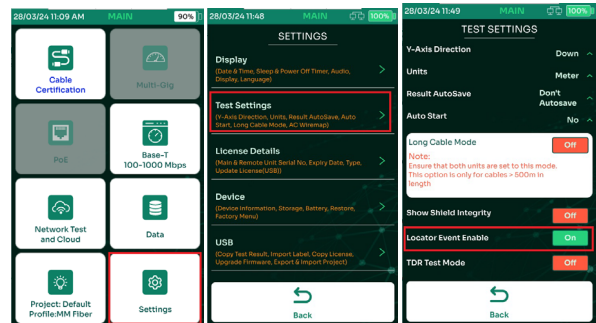 28/03/24 11:09 AM MAIN 90%
Cable
Certification
Multi-Gig
PoE
Base-T
100-1000 Mbps
Network Test
and Cloud
Data
Project: Default
Profile:MM Fiber
Settings
28/03/24 11:48 MAIN 100%
SETTINGS
Display
(Date & Time, Sleep & Power Off Timer, Audio,
Display, Language)
Test Settings
(Y-Axis Direction, Units, Result AutoSave, Auto
Start, Long Cable Mode, AC Wiremap)
License Details
(Main & Remote Unit Serial No, Expiry Date, Type,
Update License(USB))
Device
(Device Information, Storage, Battery, Restore,
Factory Menu)
USB
(Copy Test Result, Import Label, Copy License,
Upgrade Firmware, Export & Import Project)
Back
28/03/24 11:49 MAIN 100%
TEST SETTINGS
Y-Axis Direction Down
Units Meter
Result AutoSave Don't
Autosave
Auto Start No
Long Cable Mode Off
Note:
Ensure that both units are set to this mode.
This option is only for cables > 500m in
length
Show Shield Integrity Off
Locator Event Enable On
TDR Test Mode Off
Back